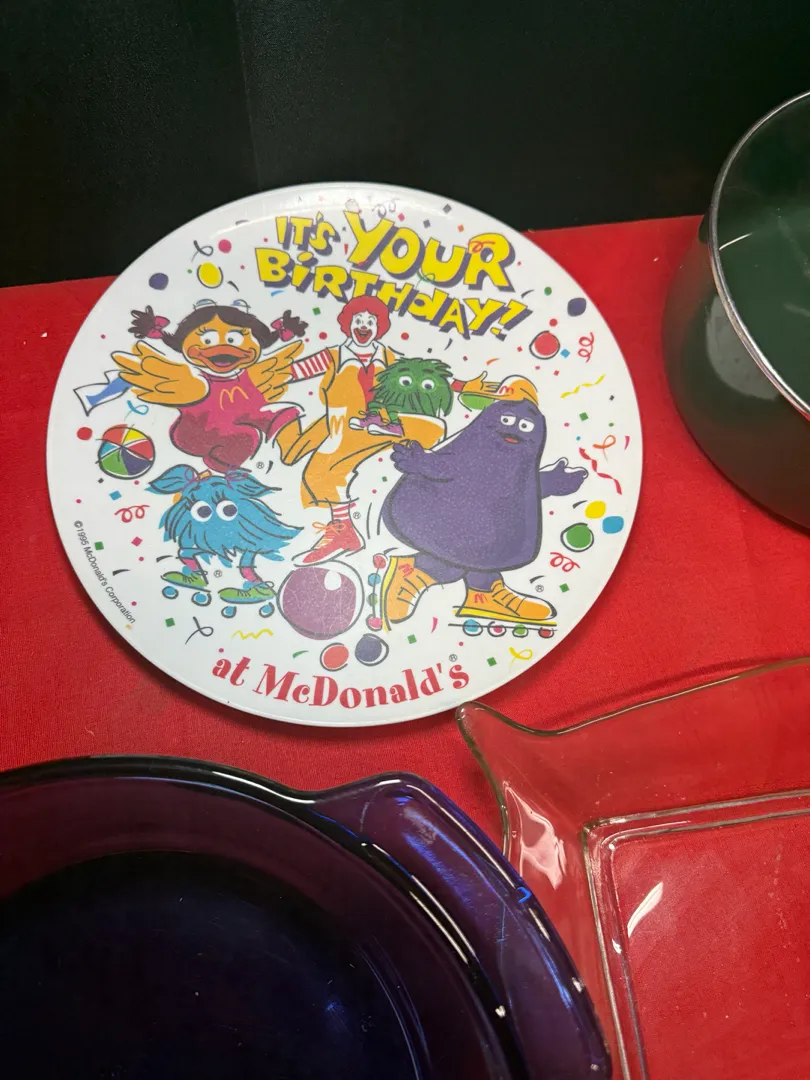 IT'S YOUR
BiRTHdAY!
©1995 McDonald's Corporation
at McDonald's®